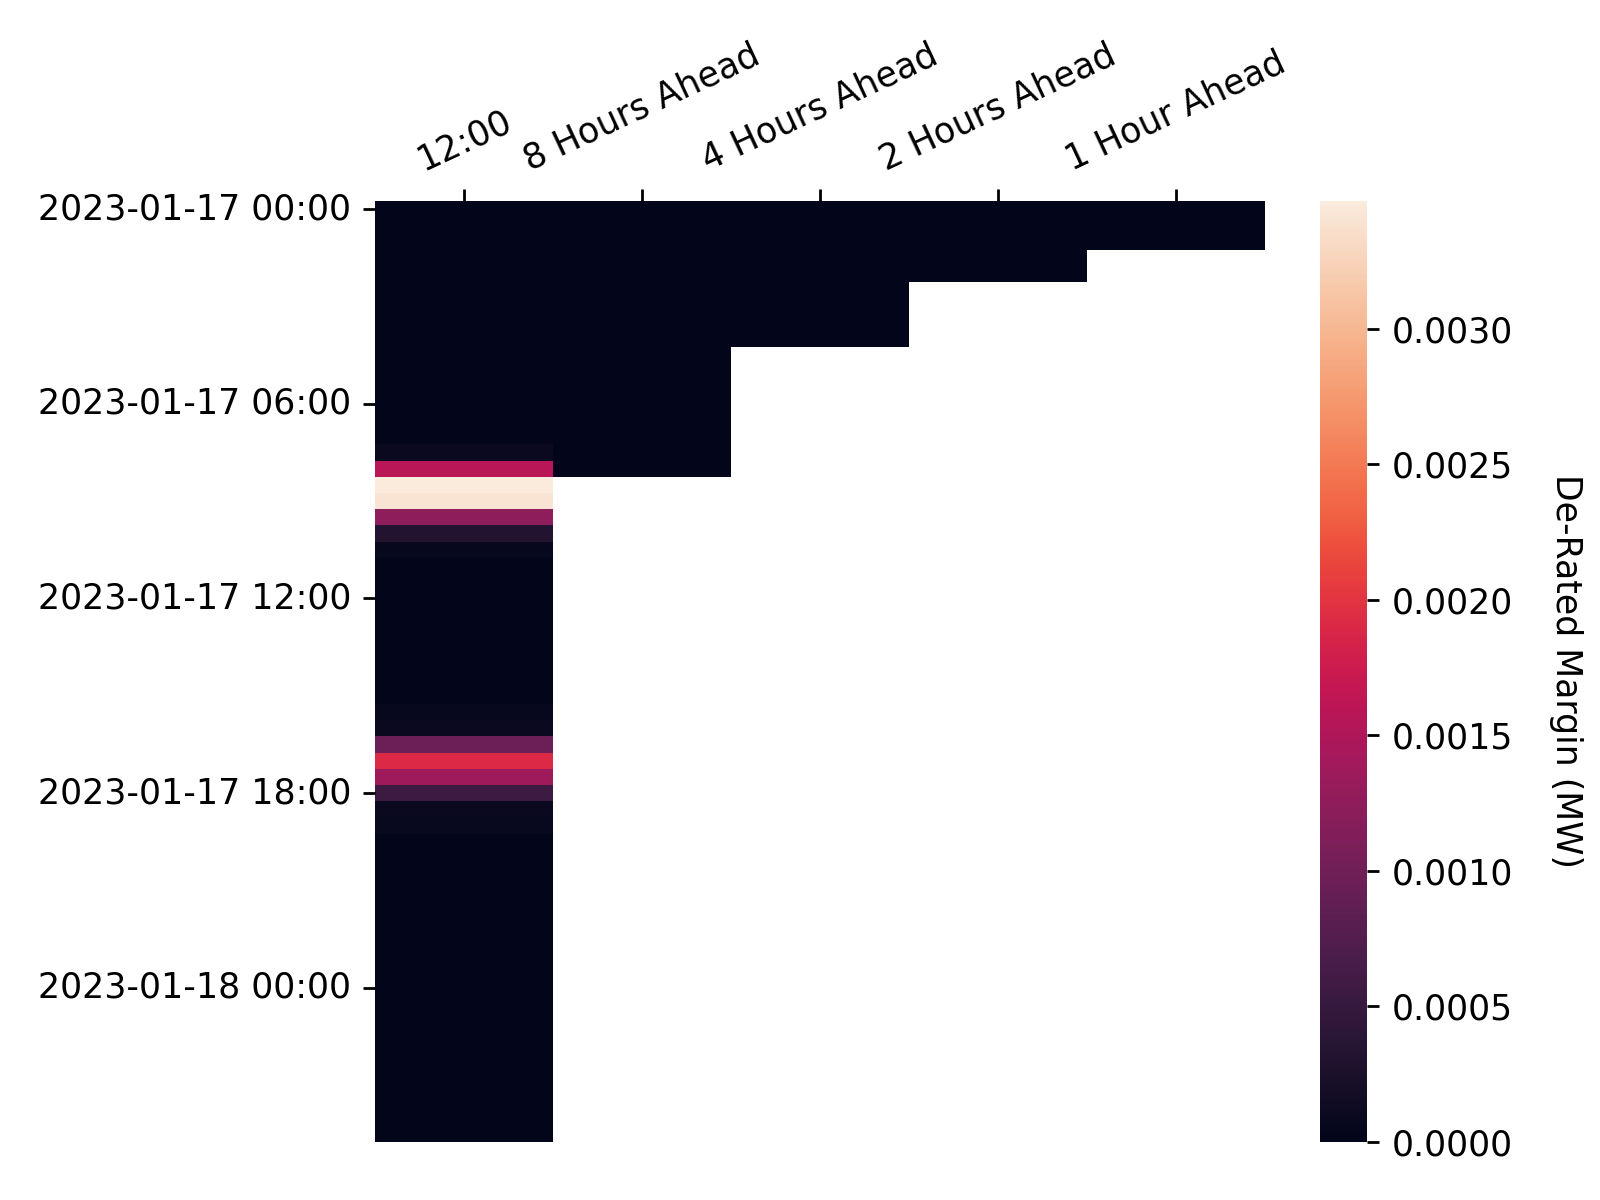 12:00
8 Hours Ahead
4 Hours Ahead
2 Hours Ahead
1 Hour Ahead
2023-01-17 00:00
2023-01-17 06:00
2023-01-17 12:00
2023-01-17 18:00
2023-01-18 00:00
0.0030
0.0025
0.0020
0.0015
0.0010
0.0005
0.0000
De-Rated Margin (MW)